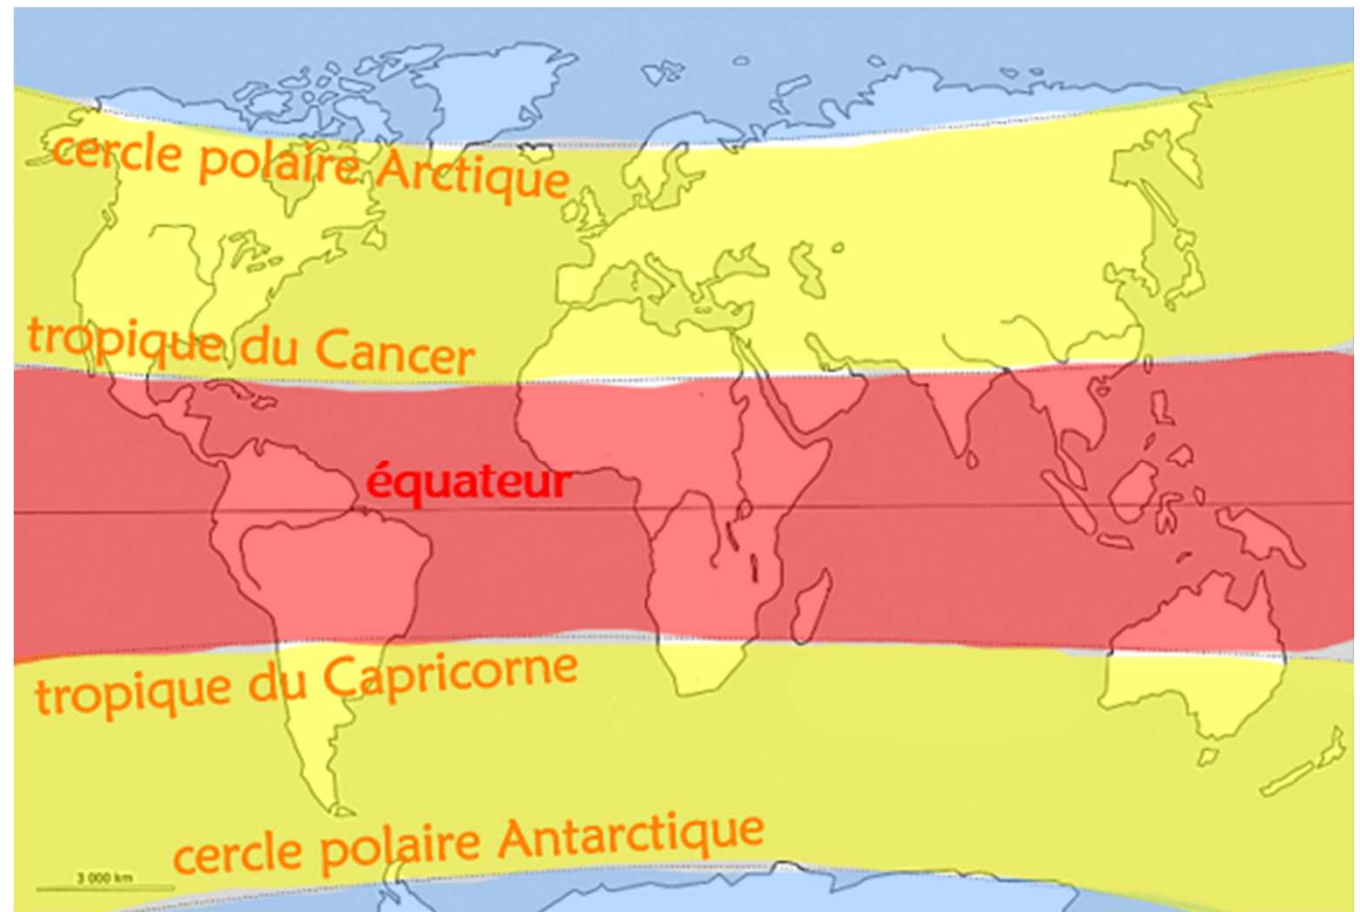 cercle polaire Arctique
tropique du Cancer
équateur
tropique du Capricorne
cercle polaire Antarctique
3 000 km